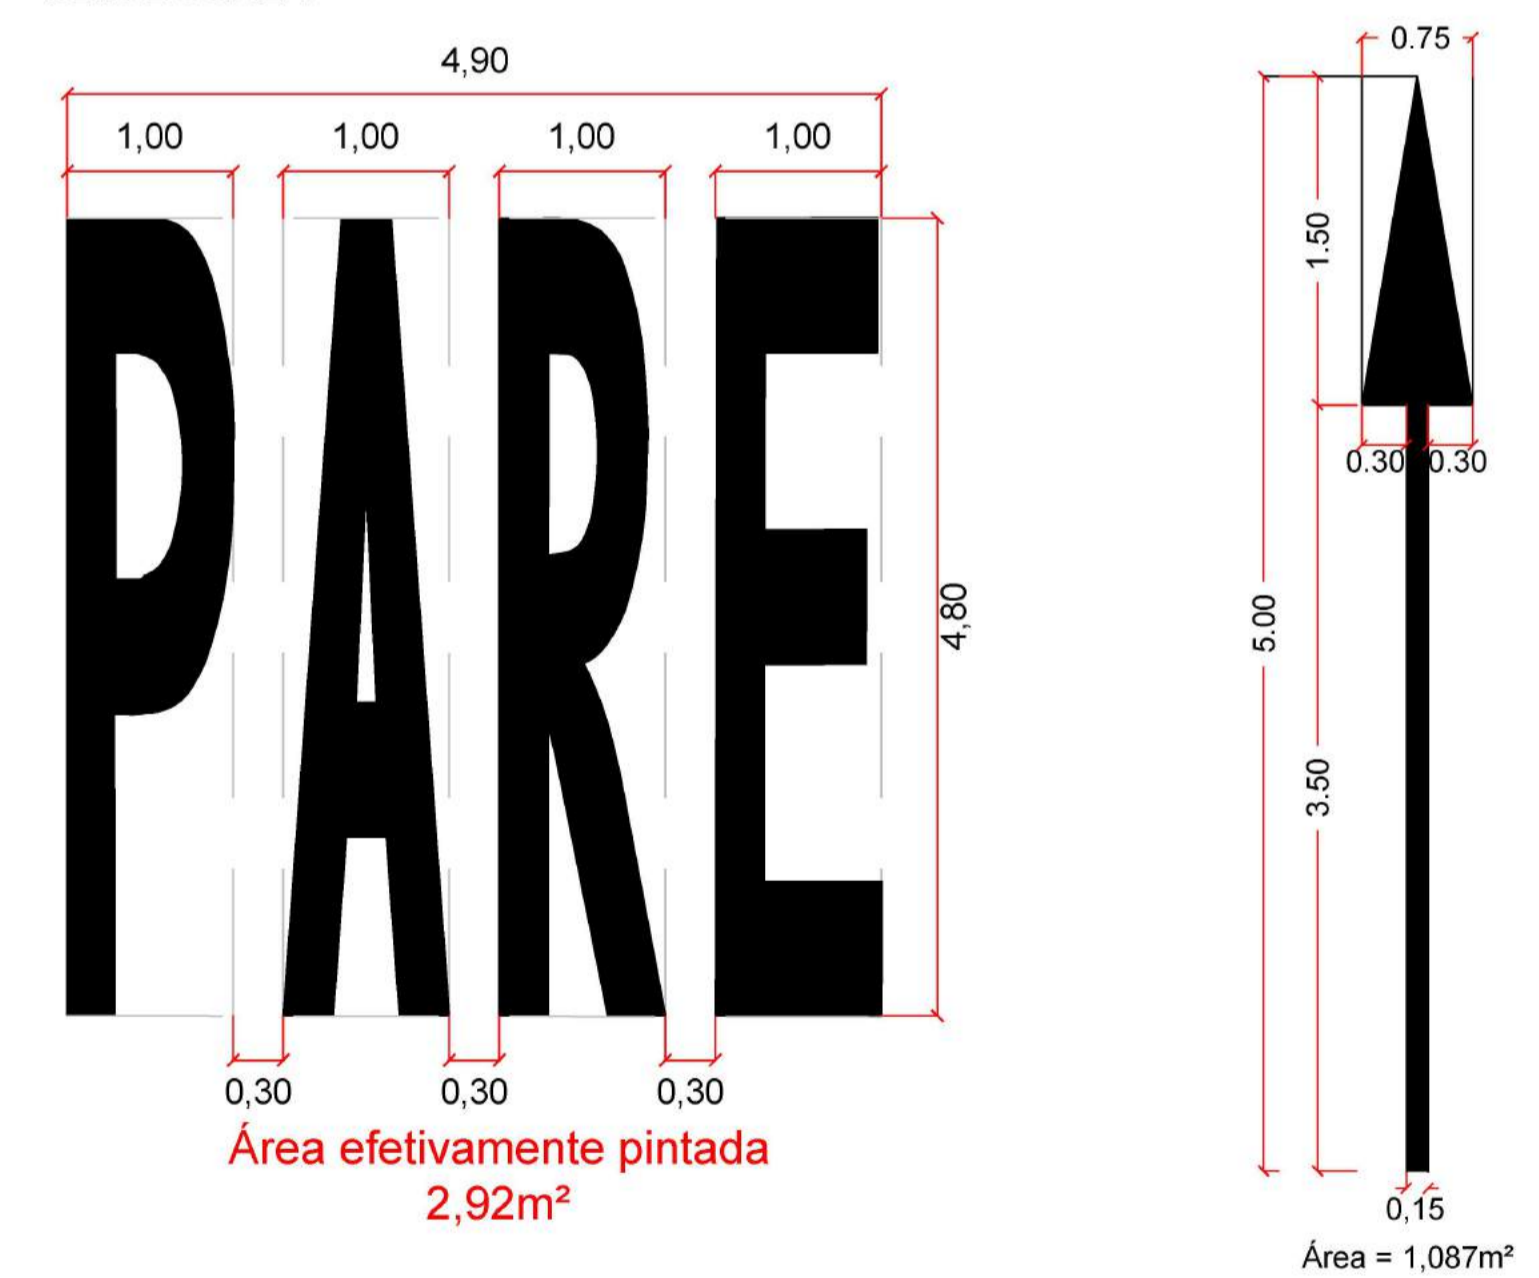 4,90
1,00 1,00 1,00 1,00
PARE
4,80
0,30 0,30 0,30
Área efetivamente pintada
2,92m²
0.75
1.50
0.30 0.30
5.00
3.50
0,15
Área = 1,087m²